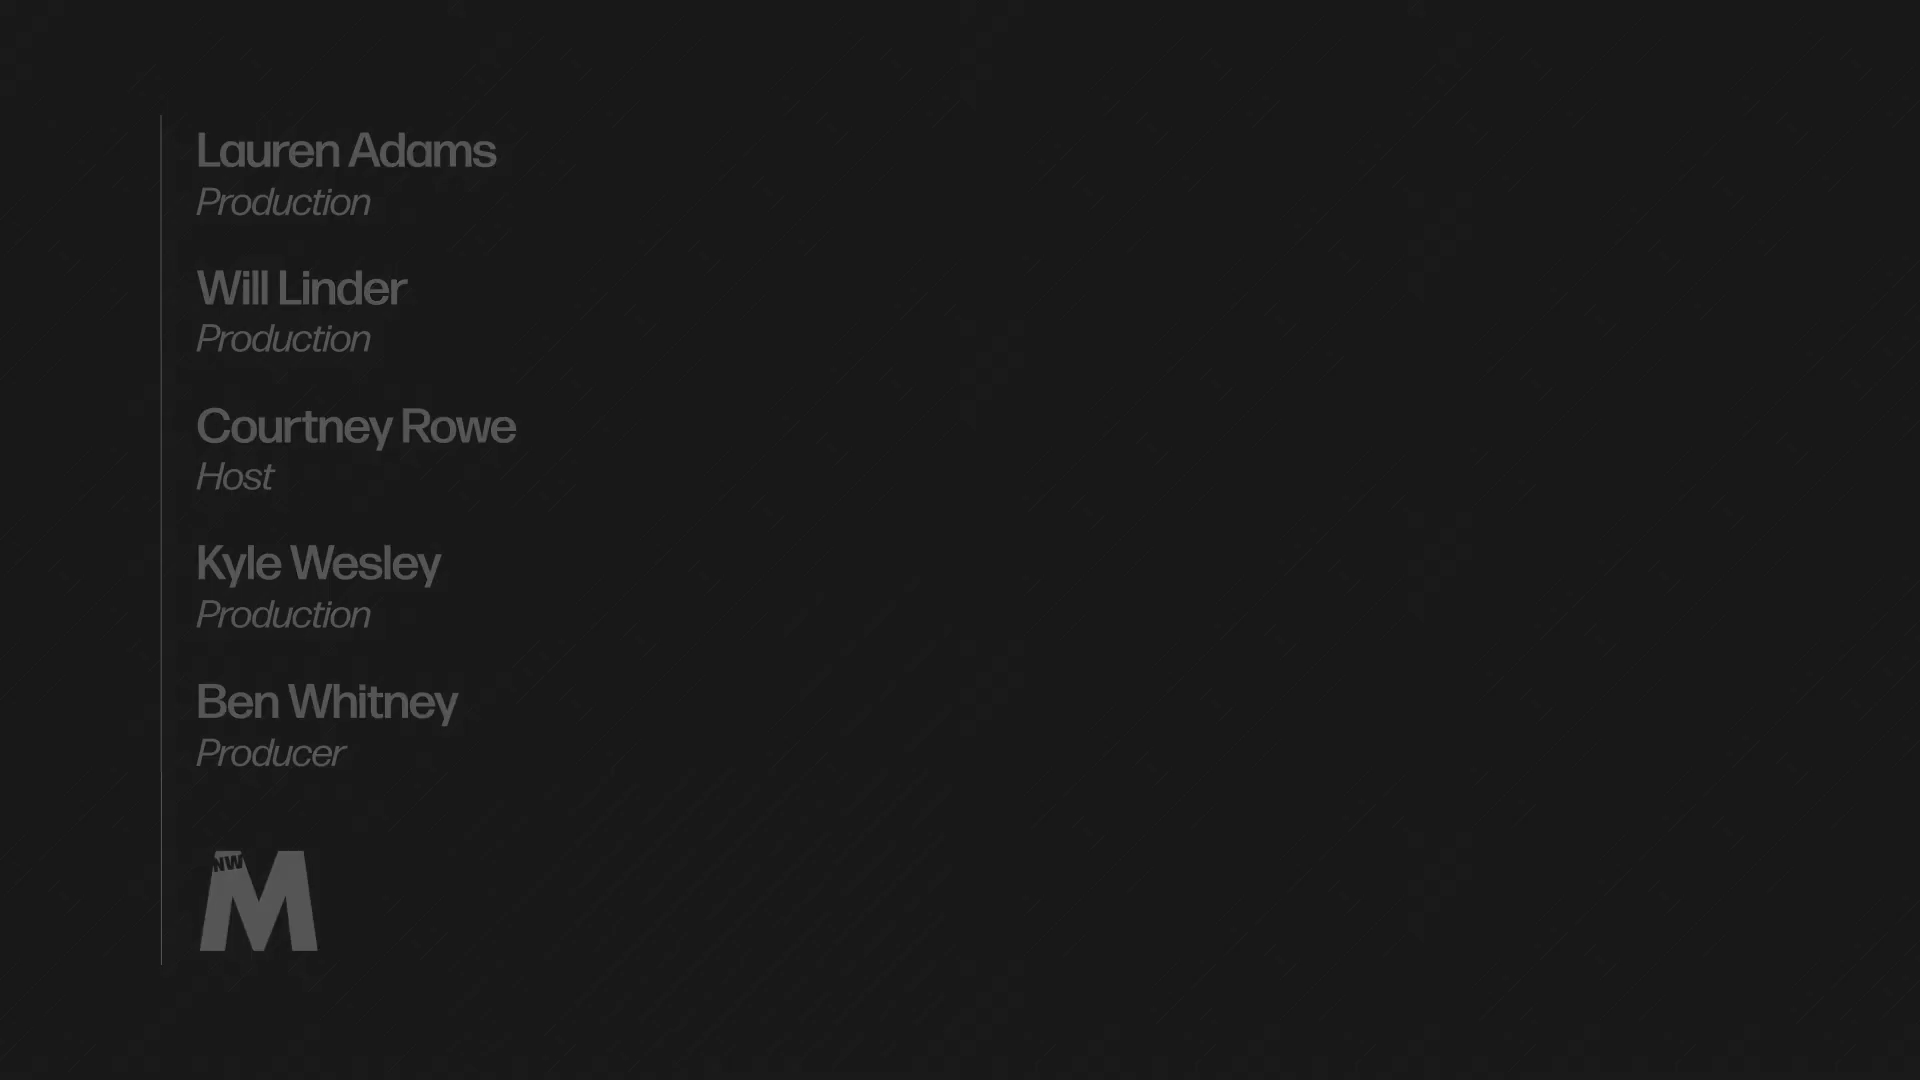 Lauren Adams
Production
Will Linder
Production
Courtney Rowe
Host
Kyle Wesley
Production
Ben Whitney
Producer
NW
M